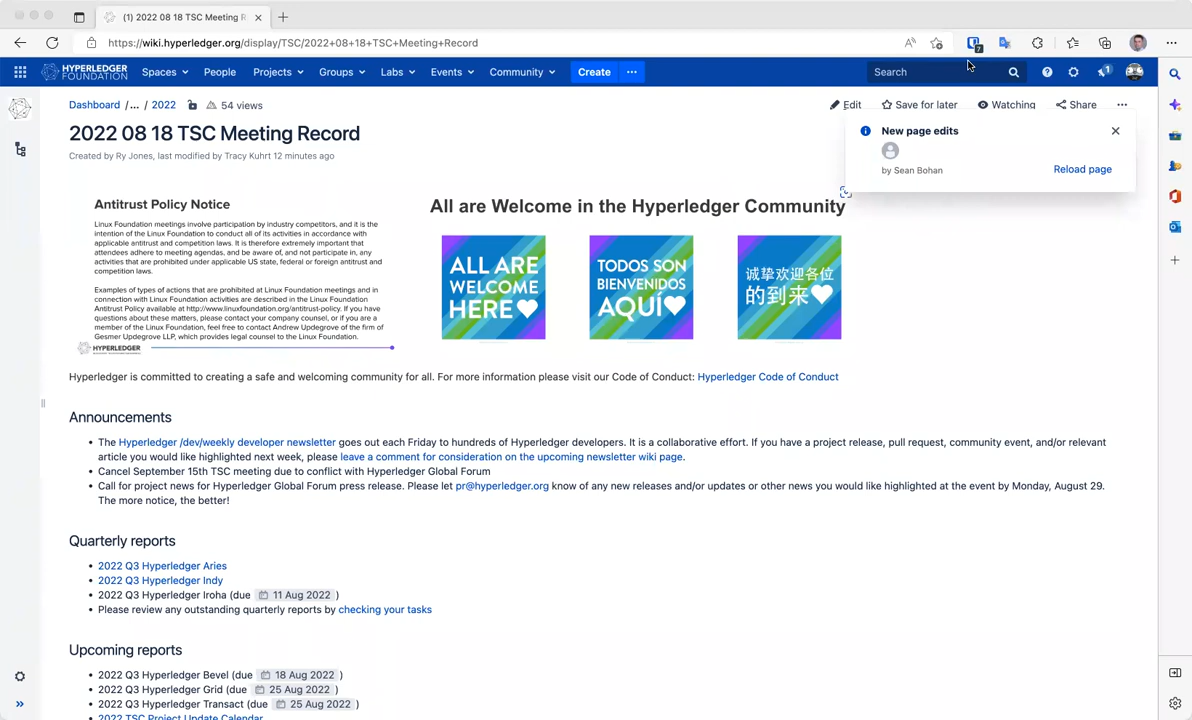 (1) 2022 08 18 TSC Meeting R
https://wiki.hyperledger.org/display/TSC/2022+08+18+TSC+Meeting+Record
7
HYPERLEDGER
FOUNDATION
Spaces People Projects Groups Labs Events Community Create ··· Search 1
Dashboard /... / 2022 54 views
Edit Save for later Watching Share ···
2022 08 18 TSC Meeting Record
Created by Ry Jones, last modified by Tracy Kuhrt 12 minutes ago
New page edits
by Sean Bohan
Reload page
Antitrust Policy Notice
Linux Foundation meetings involve participation by industry competitors, and it is the
intention of the Linux Foundation to conduct all of its activities in accordance with
applicable antitrust and competition laws. It is therefore extremely important that
attendees adhere to meeting agendas, and be aware of, and not participate in, any
activities that are prohibited under applicable US state, federal or foreign antitrust and
competition laws.
Examples of types of actions that are prohibited at Linux Foundation meetings and in
connection with Linux Foundation activities are described in the Linux Foundation
Antitrust Policy available at http://www.linuxfoundation.org/antitrust-policy. If you have
questions about these matters, please contact your company counsel, or if you are a
member of the Linux Foundation, feel free to contact Andrew Updegrove of the firm of
Gesmer Updegrove LLP, which provides legal counsel to the Linux Foundation.
HYPERLEDGER
All are Welcome in the Hyperledger Community
ALL ARE
WELCOME
HERE
TODOS SON
BIENVENIDOS
AQUÍ
诚挚欢迎各位
的到来
Hyperledger is committed to creating a safe and welcoming community for all. For more information please visit our Code of Conduct: Hyperledger Code of Conduct
Announcements
• The Hyperledger /dev/weekly developer newsletter goes out each Friday to hundreds of Hyperledger developers. It is a collaborative effort. If you have a project release, pull request, community event, and/or relevant
article you would like highlighted next week, please leave a comment for consideration on the upcoming newsletter wiki page.
• Cancel September 15th TSC meeting due to conflict with Hyperledger Global Forum
• Call for project news for Hyperledger Global Forum press release. Please let pr@hyperledger.org know of any new releases and/or updates or other news you would like highlighted at the event by Monday, August 29.
The more notice, the better!
Quarterly reports
• 2022 Q3 Hyperledger Aries
• 2022 Q3 Hyperledger Indy
• 2022 Q3 Hyperledger Iroha (due 11 Aug 2022 )
• Please review any outstanding quarterly reports by checking your tasks
Upcoming reports
• 2022 Q3 Hyperledger Bevel (due 18 Aug 2022 )
• 2022 Q3 Hyperledger Grid (due 25 Aug 2022 )
• 2022 Q3 Hyperledger Transact (due 25 Aug 2022 )
• 2022 TSC Project Update Calendar